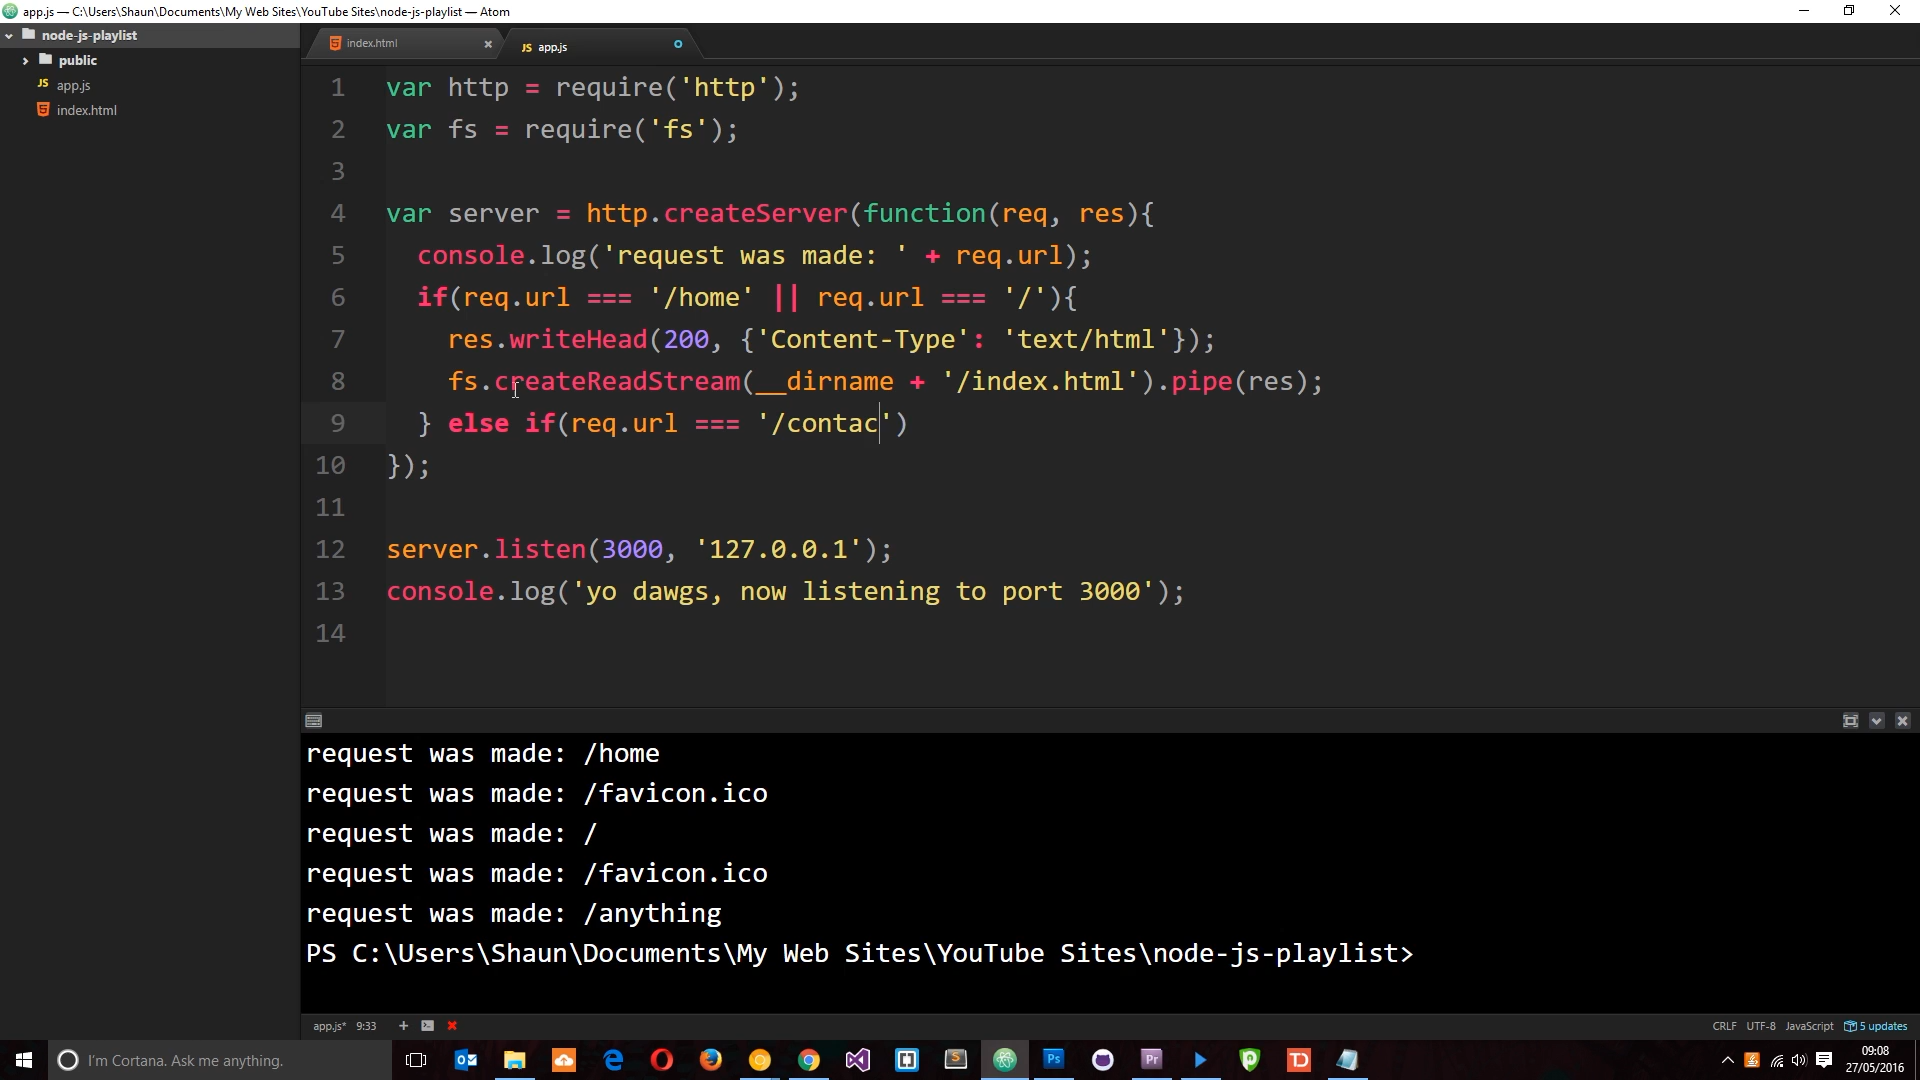 app.js — C:\Users\Shaun\Documents\My Web Sites\YouTube Sites\node-js-playlist — Atom
node-js-playlist
public
app.js
index.html
index.html
app.js
1 var http = require('http');
2 var fs = require('fs');
3
4 var server = http.createServer(function(req, res){
5 console.log('request was made: ' + req.url);
6 if(req.url === '/home' || req.url === '/'){
7 res.writeHead(200, {'Content-Type': 'text/html'});
8 fs.createReadStream(__dirname + '/index.html').pipe(res);
9 } else if(req.url === '/contac')
10 });
11
12 server.listen(3000, '127.0.0.1');
13 console.log('yo dawgs, now listening to port 3000');
14
request was made: /home
request was made: /favicon.ico
request was made: /
request was made: /favicon.ico
request was made: /anything
PS C:\Users\Shaun\Documents\My Web Sites\YouTube Sites\node-js-playlist>
app.js* 9:33
CRLF UTF-8 JavaScript 5 updates
I'm Cortana. Ask me anything.
Ps
Pr
TD
09:08
27/05/2016